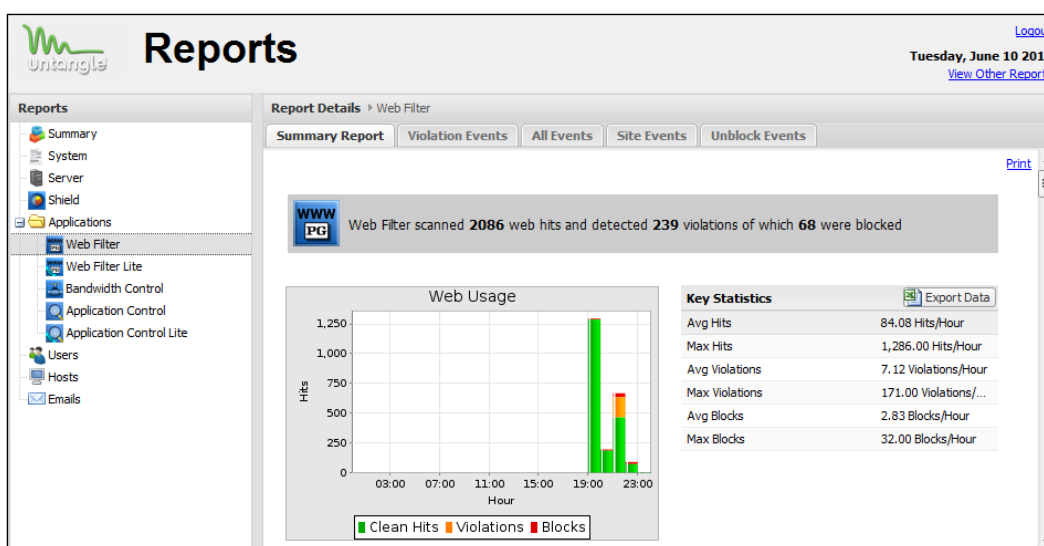 untangle
Reports
Logou
Tuesday, June 10 201
View Other Report
Reports
Summary
System
Server
Shield
Applications
Web Filter
Web Filter Lite
Bandwidth Control
Application Control
Application Control Lite
Users
Hosts
Emails
Report Details Web Filter
Summary Report Violation Events All Events Site Events Unblock Events
Print
WWW
PG
Web Filter scanned 2086 web hits and detected 239 violations of which 68 were blocked
Web Usage
1,250
1,000
750
500
250
0
Hits
03:00 07:00 11:00 15:00 19:00 23:00
Hour
Clean Hits Violations Blocks
Key Statistics Export Data
Avg Hits 84.08 Hits/Hour
Max Hits 1,286.00 Hits/Hour
Avg Violations 7.12 Violations/Hour
Max Violations 171.00 Violations/...
Avg Blocks 2.83 Blocks/Hour
Max Blocks 32.00 Blocks/Hour